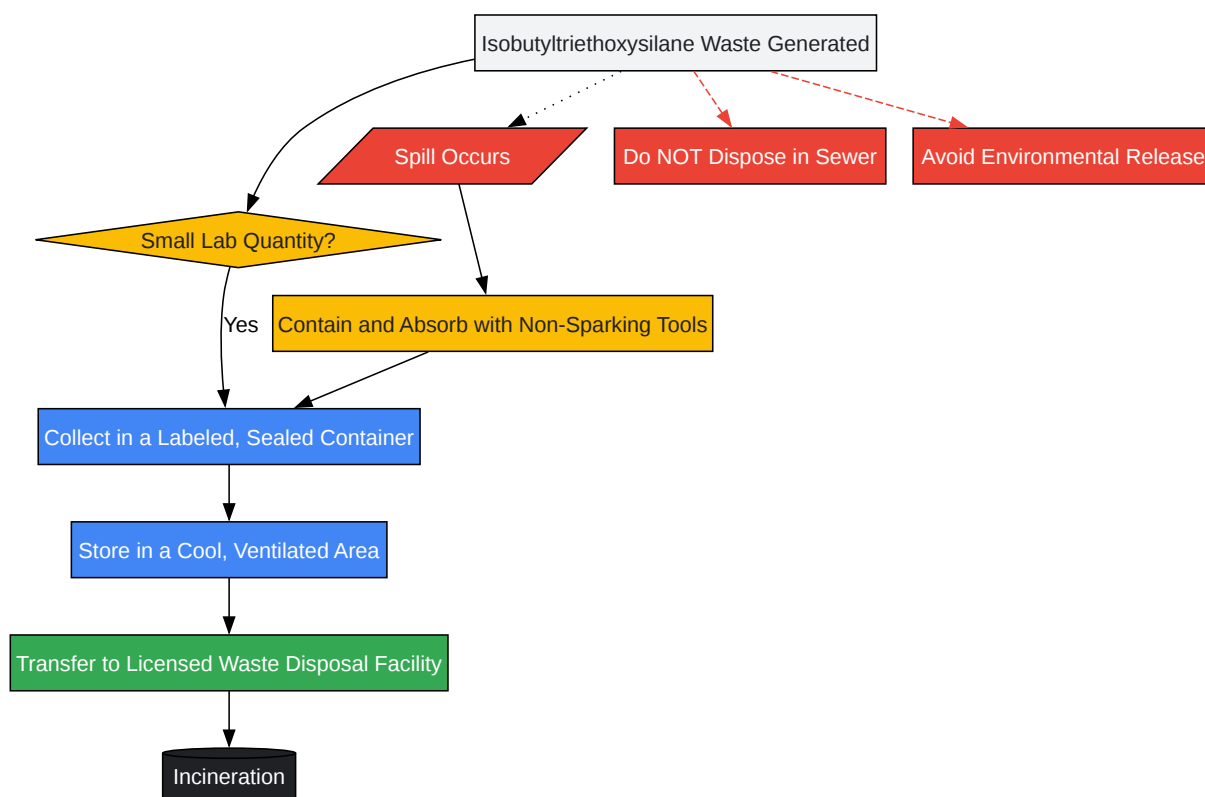 Isobutyltriethoxysilane Waste Generated
Spill Occurs
Do NOT Dispose in Sewer
Avoid Environmental Release
Small Lab Quantity?
Yes
Contain and Absorb with Non-Sparking Tools
Collect in a Labeled, Sealed Container
Store in a Cool, Ventilated Area
Transfer to Licensed Waste Disposal Facility
Incineration